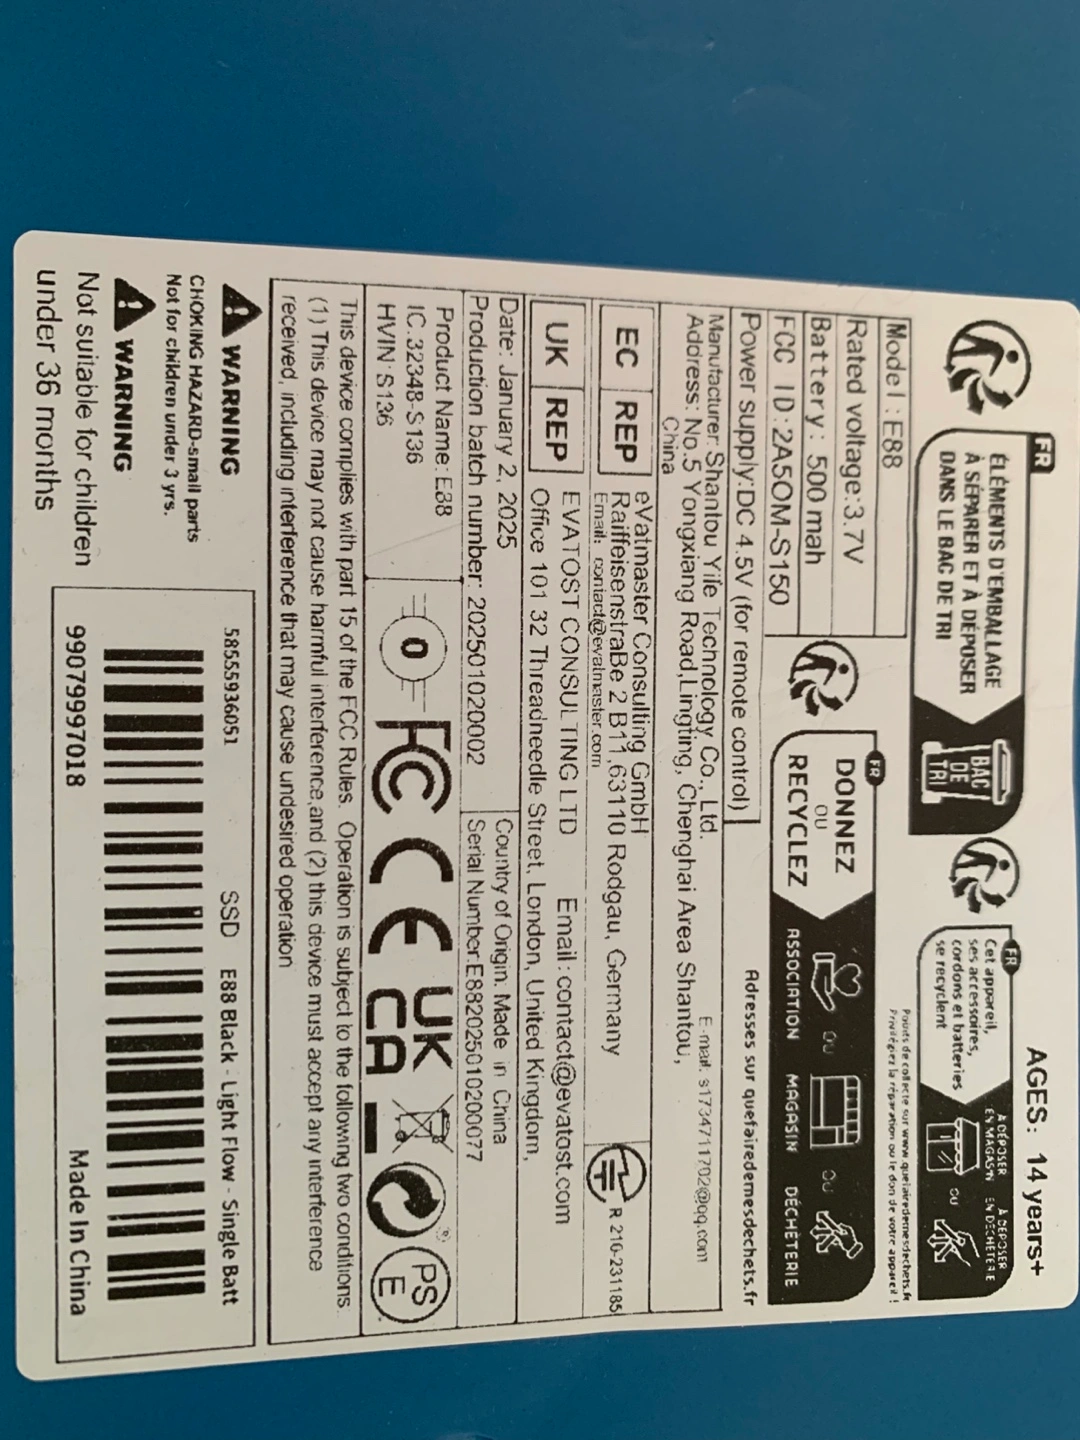 AGES: 14 years+
FR
ÉLÉMENTS D'EMBALLAGE
À SÉPARER ET À DÉPOSER
DANS LE BAC DE TRI
BAC
DE
TRI
FR
Cet appareil,
ses accessoires,
cordons et batteries
se recyclent
À DÉPOSER
EN MAGASIN
OU
À DÉPOSER
EN DÉCHÈTERIE
Points de collecte sur www.quefairedemesdechets.fr
Privilégiez la réparation ou le don de votre appareil !
Model: E88
Rated voltage:3.7V
Battery: 500mah
FCC ID:2A5OM-S150
Power supply:DC 4.5V (for remote control)
FR
DONNEZ
OU
RECYCLEZ
ASSOCIATION
OU
MAGASIN
OU
DÉCHÈTERIE
Adresses sur quefairedemesdechets.fr
Manufacturer: Shantou Yile Technology Co., Ltd. E-mail: s1734711702@qq.com
Address: No.5 Yongxiang Road,Lingting, Chenghai Area Shantou,
China
EC REP
eVatmaster Consulting GmbH
RaiffeisenstraBe 2 B11,63110 Rodgau, Germany
Email: contact@evatmaster.com
R 210-231185
UK REP
EVATOST CONSULTING LTD Email: contact@evatost.com
Office 101 32 Threadneedle Street, London, United Kingdom,
Date: January 2, 2025
Production batch number: 202501020002
Country of Origin: Made in China
Serial Number:E88202501020077
Product Name: E88
IC:32348-S136
HVIN:S136
0
FC
CE
UK
CA
®
PS
E
This device complies with part 15 of the FCC Rules. Operation is subject to the following two conditions:
(1) This device may not cause harmful interference,and (2) this device must accept any interference
received, including interference that may cause undesired operation
WARNING
CHOKING HAZARD-small parts
Not for children under 3 yrs.
WARNING
Not suitable for children
under 36 months
58555936051 SSD E88 Black - Light Flow - Single Batt
99079997018 Made In China